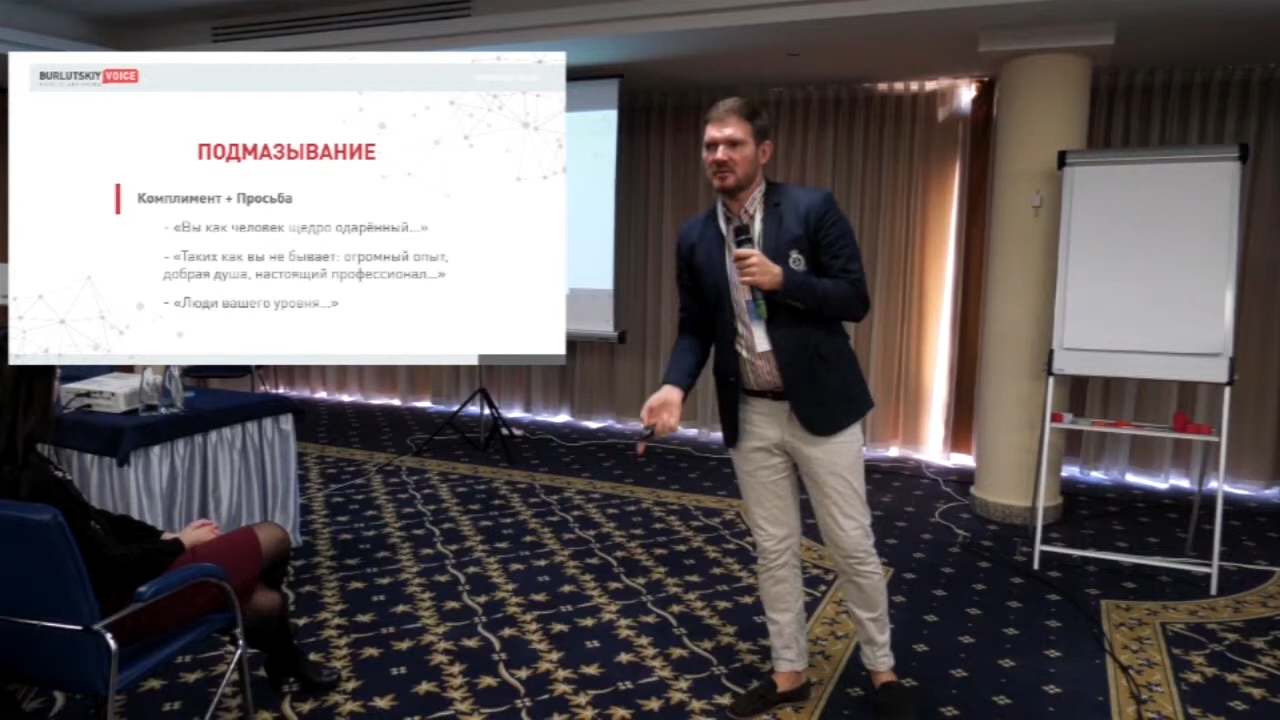 BURLUTSKIY VOICE
ПОДМАЗЫВАНИЕ
Комплимент + Просьба
- «Вы как человек щедро одарённый...»
- «Таких как вы не бывает: огромный опыт,
добрая душа, настоящий профессионал...»
- «Люди вашего уровня...»